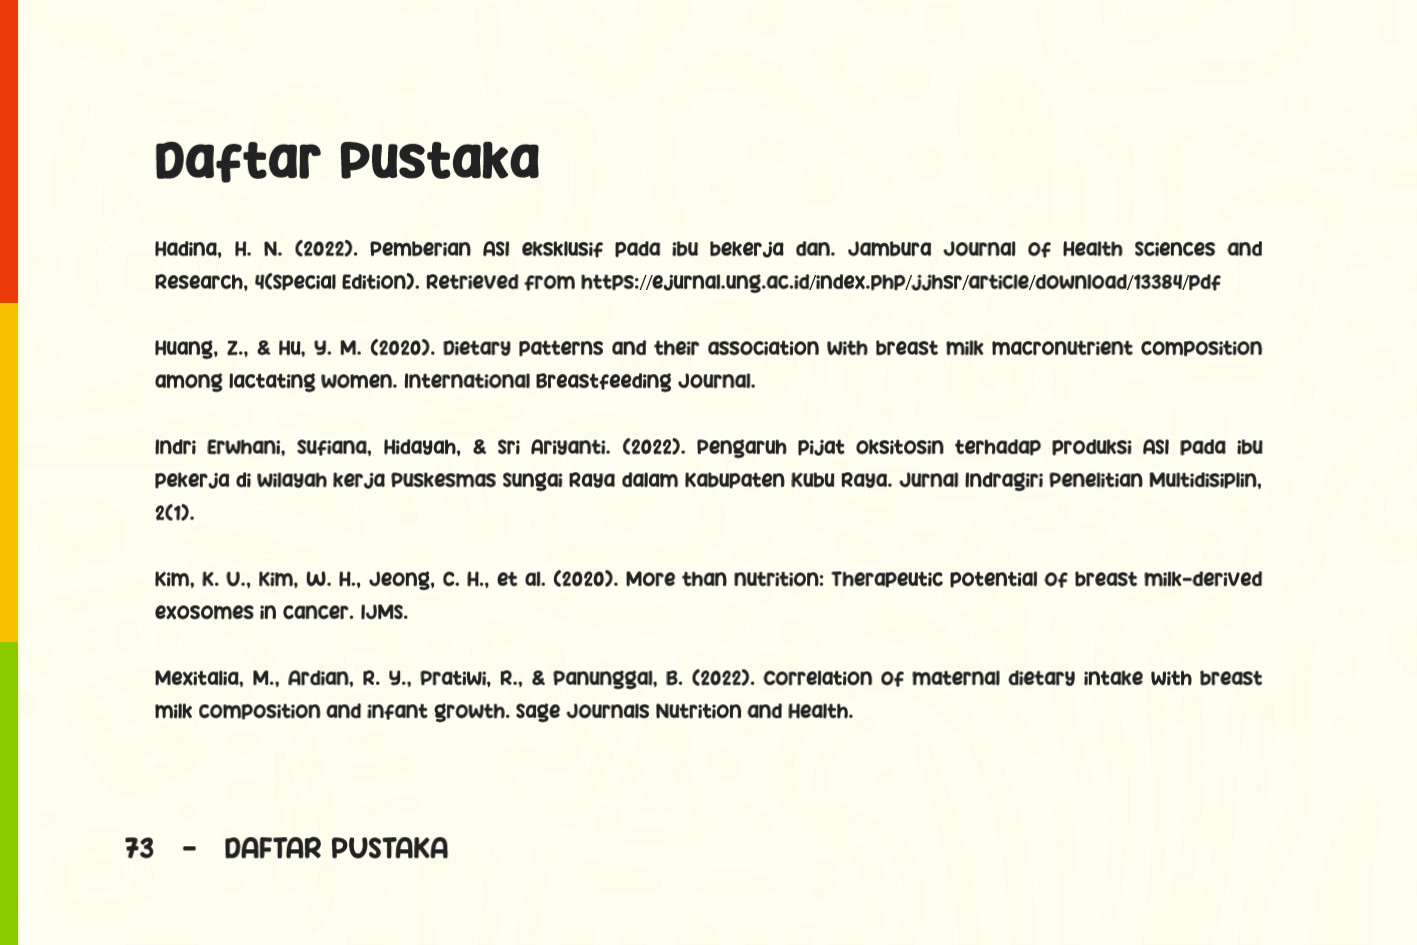 Daftar Pustaka
Hadina, H. N. (2022). Pemberian ASI eksklusif pada ibu bekerja dan. Jambura Journal of Health Sciences and
Research, 4(Special Edition). Retrieved from https://ejurnal.ung.ac.id/index.php/jjhsr/article/download/13384/pdf
Huang, Z., & Hu, Y. M. (2020). Dietary patterns and their association with breast milk macronutrient composition
among lactating women. International Breastfeeding Journal.
Indri Erwhani, Sufiana, Hidayah, & Sri Ariyanti. (2022). Pengaruh pijat oksitosin terhadap produksi ASI pada ibu
pekerja di wilayah kerja Puskesmas Sungai Raya dalam Kabupaten Kubu Raya. Jurnal Indragiri Penelitian Multidisiplin,
2(1).
Kim, K. U., Kim, W. H., Jeong, C. H., et al. (2020). More than nutrition: Therapeutic potential of breast milk-derived
exosomes in cancer. IJMS.
Mexitalia, M., Ardian, R. Y., Pratiwi, R., & Panunggal, B. (2022). Correlation of maternal dietary intake with breast
milk composition and infant growth. Sage Journals Nutrition and Health.
73 - DAFTAR PUSTAKA